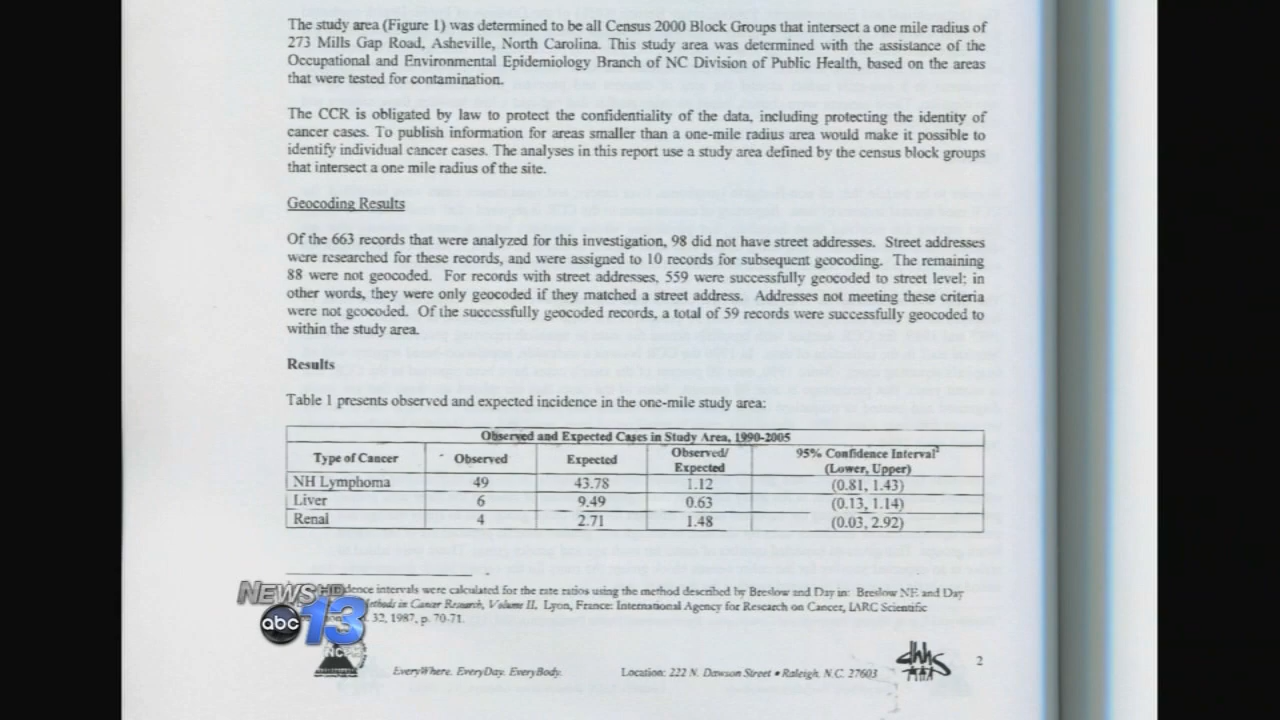 The study area (Figure 1) was determined to be all Census 2000 Block Groups that intersect a one mile radius of
273 Mills Gap Road, Asheville, North Carolina. This study area was determined with the assistance of the
Occupational and Environmental Epidemiology Branch of NC Division of Public Health, based on the areas
that were tested for contamination.
The CCR is obligated by law to protect the confidentiality of the data, including protecting the identity of
cancer cases. To publish information for areas smaller than a one-mile radius area would make it possible to
identify individual cancer cases. The analyses in this report use a study area defined by the census block groups
that intersect a one mile radius of the site.
Geocoding Results
Of the 663 records that were analyzed for this investigation, 98 did not have street addresses. Street addresses
were researched for these records, and were assigned to 10 records for subsequent geocoding. The remaining
88 were not geocoded. For records with street addresses, 559 were successfully geocoded to street level; in
other words, they were only geocoded if they matched a street address. Addresses not meeting these criteria
were not geocoded. Of the successfully geocoded records, a total of 59 records were successfully geocoded to
within the study area.
Results
Table 1 presents observed and expected incidence in the one-mile study area:
Observed and Expected Cases in Study Area, 1990-2005
Type of Cancer Observed Expected Observed/ Expected 95% Confidence Interval² (Lower, Upper)
NH Lymphoma 49 43.78 1.12 (0.81, 1.43)
Liver 6 9.49 0.63 (0.13, 1.14)
Renal 4 2.71 1.48 (0.03, 2.92)
dence intervals were calculated for the rate ratios using the method described by Breslow and Day in: Breslow NE and Day
ethods in Cancer Research, Volume II. Lyon, France: International Agency for Research on Cancer, IARC Scientific
. 32, 1987, p. 70-71.
NEWS HD
abc 13
EveryWhere. EveryDay. EveryBody.
Location: 222 N. Dawson Street • Raleigh, N.C. 27603
dhhs
2